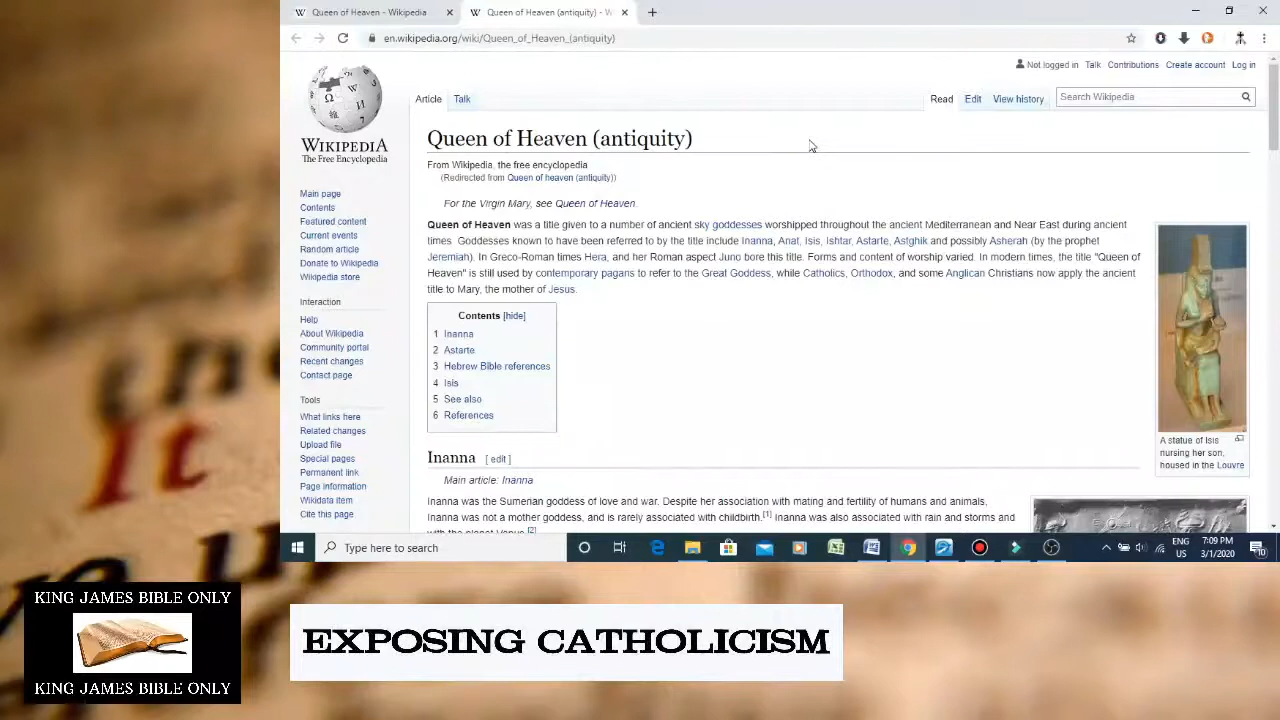 Queen of Heaven - Wikipedia
Queen of Heaven (antiquity) - W
en.wikipedia.org/wiki/Queen_of_Heaven_(antiquity)
Not logged in Talk Contributions Create account Log in
Article Talk
Read Edit View history
Search Wikipedia
WIKIPEDIA
The Free Encyclopedia
Main page
Contents
Featured content
Current events
Random article
Donate to Wikipedia
Wikipedia store
Interaction
Help
About Wikipedia
Community portal
Recent changes
Contact page
Tools
What links here
Related changes
Upload file
Special pages
Permanent link
Page information
Wikidata item
Cite this page
Queen of Heaven (antiquity)
From Wikipedia, the free encyclopedia
(Redirected from Queen of heaven (antiquity))
For the Virgin Mary, see Queen of Heaven.
Queen of Heaven was a title given to a number of ancient sky goddesses worshipped throughout the ancient Mediterranean and Near East during ancient
times. Goddesses known to have been referred to by the title include Inanna, Anat, Isis, Ishtar, Astarte, Astghik and possibly Asherah (by the prophet
Jeremiah). In Greco-Roman times Hera, and her Roman aspect Juno bore this title. Forms and content of worship varied. In modern times, the title "Queen of
Heaven" is still used by contemporary pagans to refer to the Great Goddess, while Catholics, Orthodox, and some Anglican Christians now apply the ancient
title to Mary, the mother of Jesus.
Contents [hide]
1 Inanna
2 Astarte
3 Hebrew Bible references
4 Isis
5 See also
6 References
A statue of Isis
nursing her son,
housed in the Louvre
Inanna [ edit ]
Main article: Inanna
Inanna was the Sumerian goddess of love and war. Despite her association with mating and fertility of humans and animals,
Inanna was not a mother goddess, and is rarely associated with childbirth.[1] Inanna was also associated with rain and storms and
with the planet Venus.[2]
Type here to search
ENG
US
7:09 PM
3/1/2020
10
It
KING JAMES BIBLE ONLY
KING JAMES BIBLE ONLY
EXPOSING CATHOLICISM